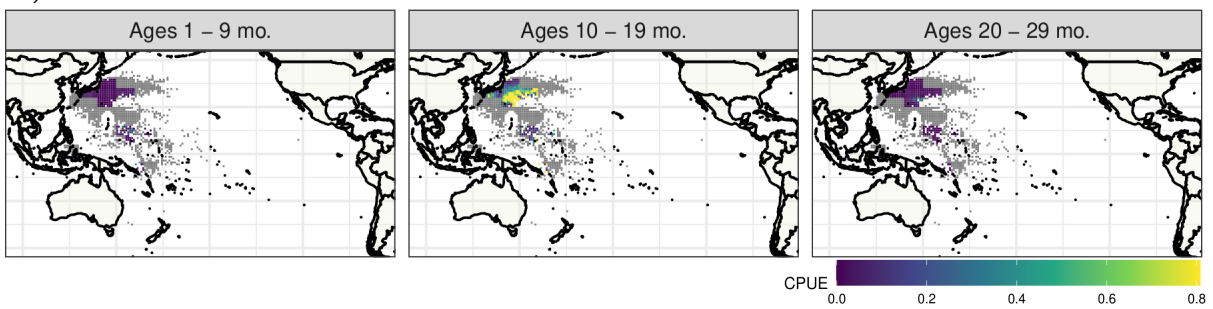 Ages 1 – 9 mo.
Ages 10 – 19 mo.
Ages 20 – 29 mo.
CPUE
0.0 0.2 0.4 0.6 0.8